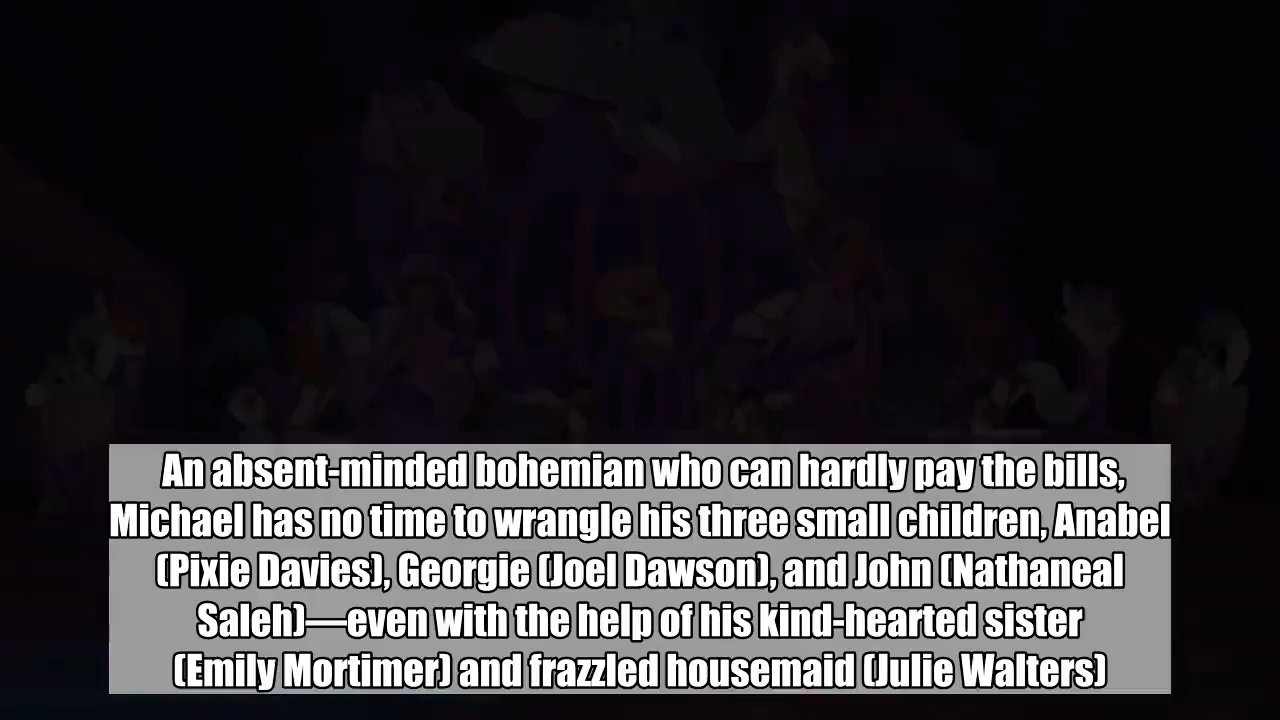 An absent-minded bohemian who can hardly pay the bills,
Michael has no time to wrangle his three small children, Anabel
(Pixie Davies), Georgie (Joel Dawson), and John (Nathaneal
Saleh)—even with the help of his kind-hearted sister
(Emily Mortimer) and frazzled housemaid (Julie Walters)